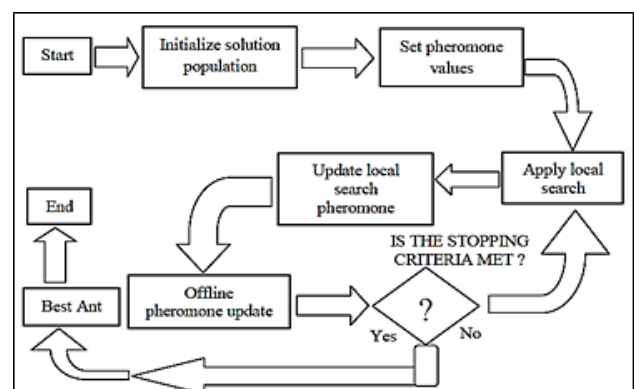 Start
Initialize solution
population
Set pheromone
values
Apply local
search
Update local
search
pheromone
End
IS THE STOPPING
CRITERIA MET ?
Best Ant
Offline
pheromone update
?
Yes
No